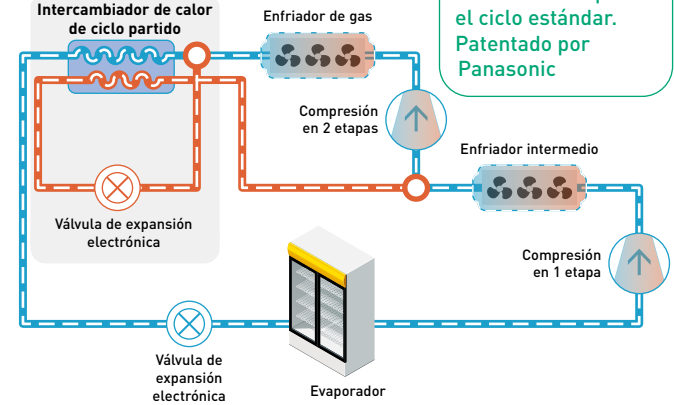 Intercambiador de calor
de ciclo partido
Enfriador de gas
el ciclo estándar.
Patentado por
Panasonic
Compresión
en 2 etapas
Enfriador intermedio
Válvula de expansión
electrónica
Compresión
en 1 etapa
Válvula de
expansión
electrónica
Evaporador